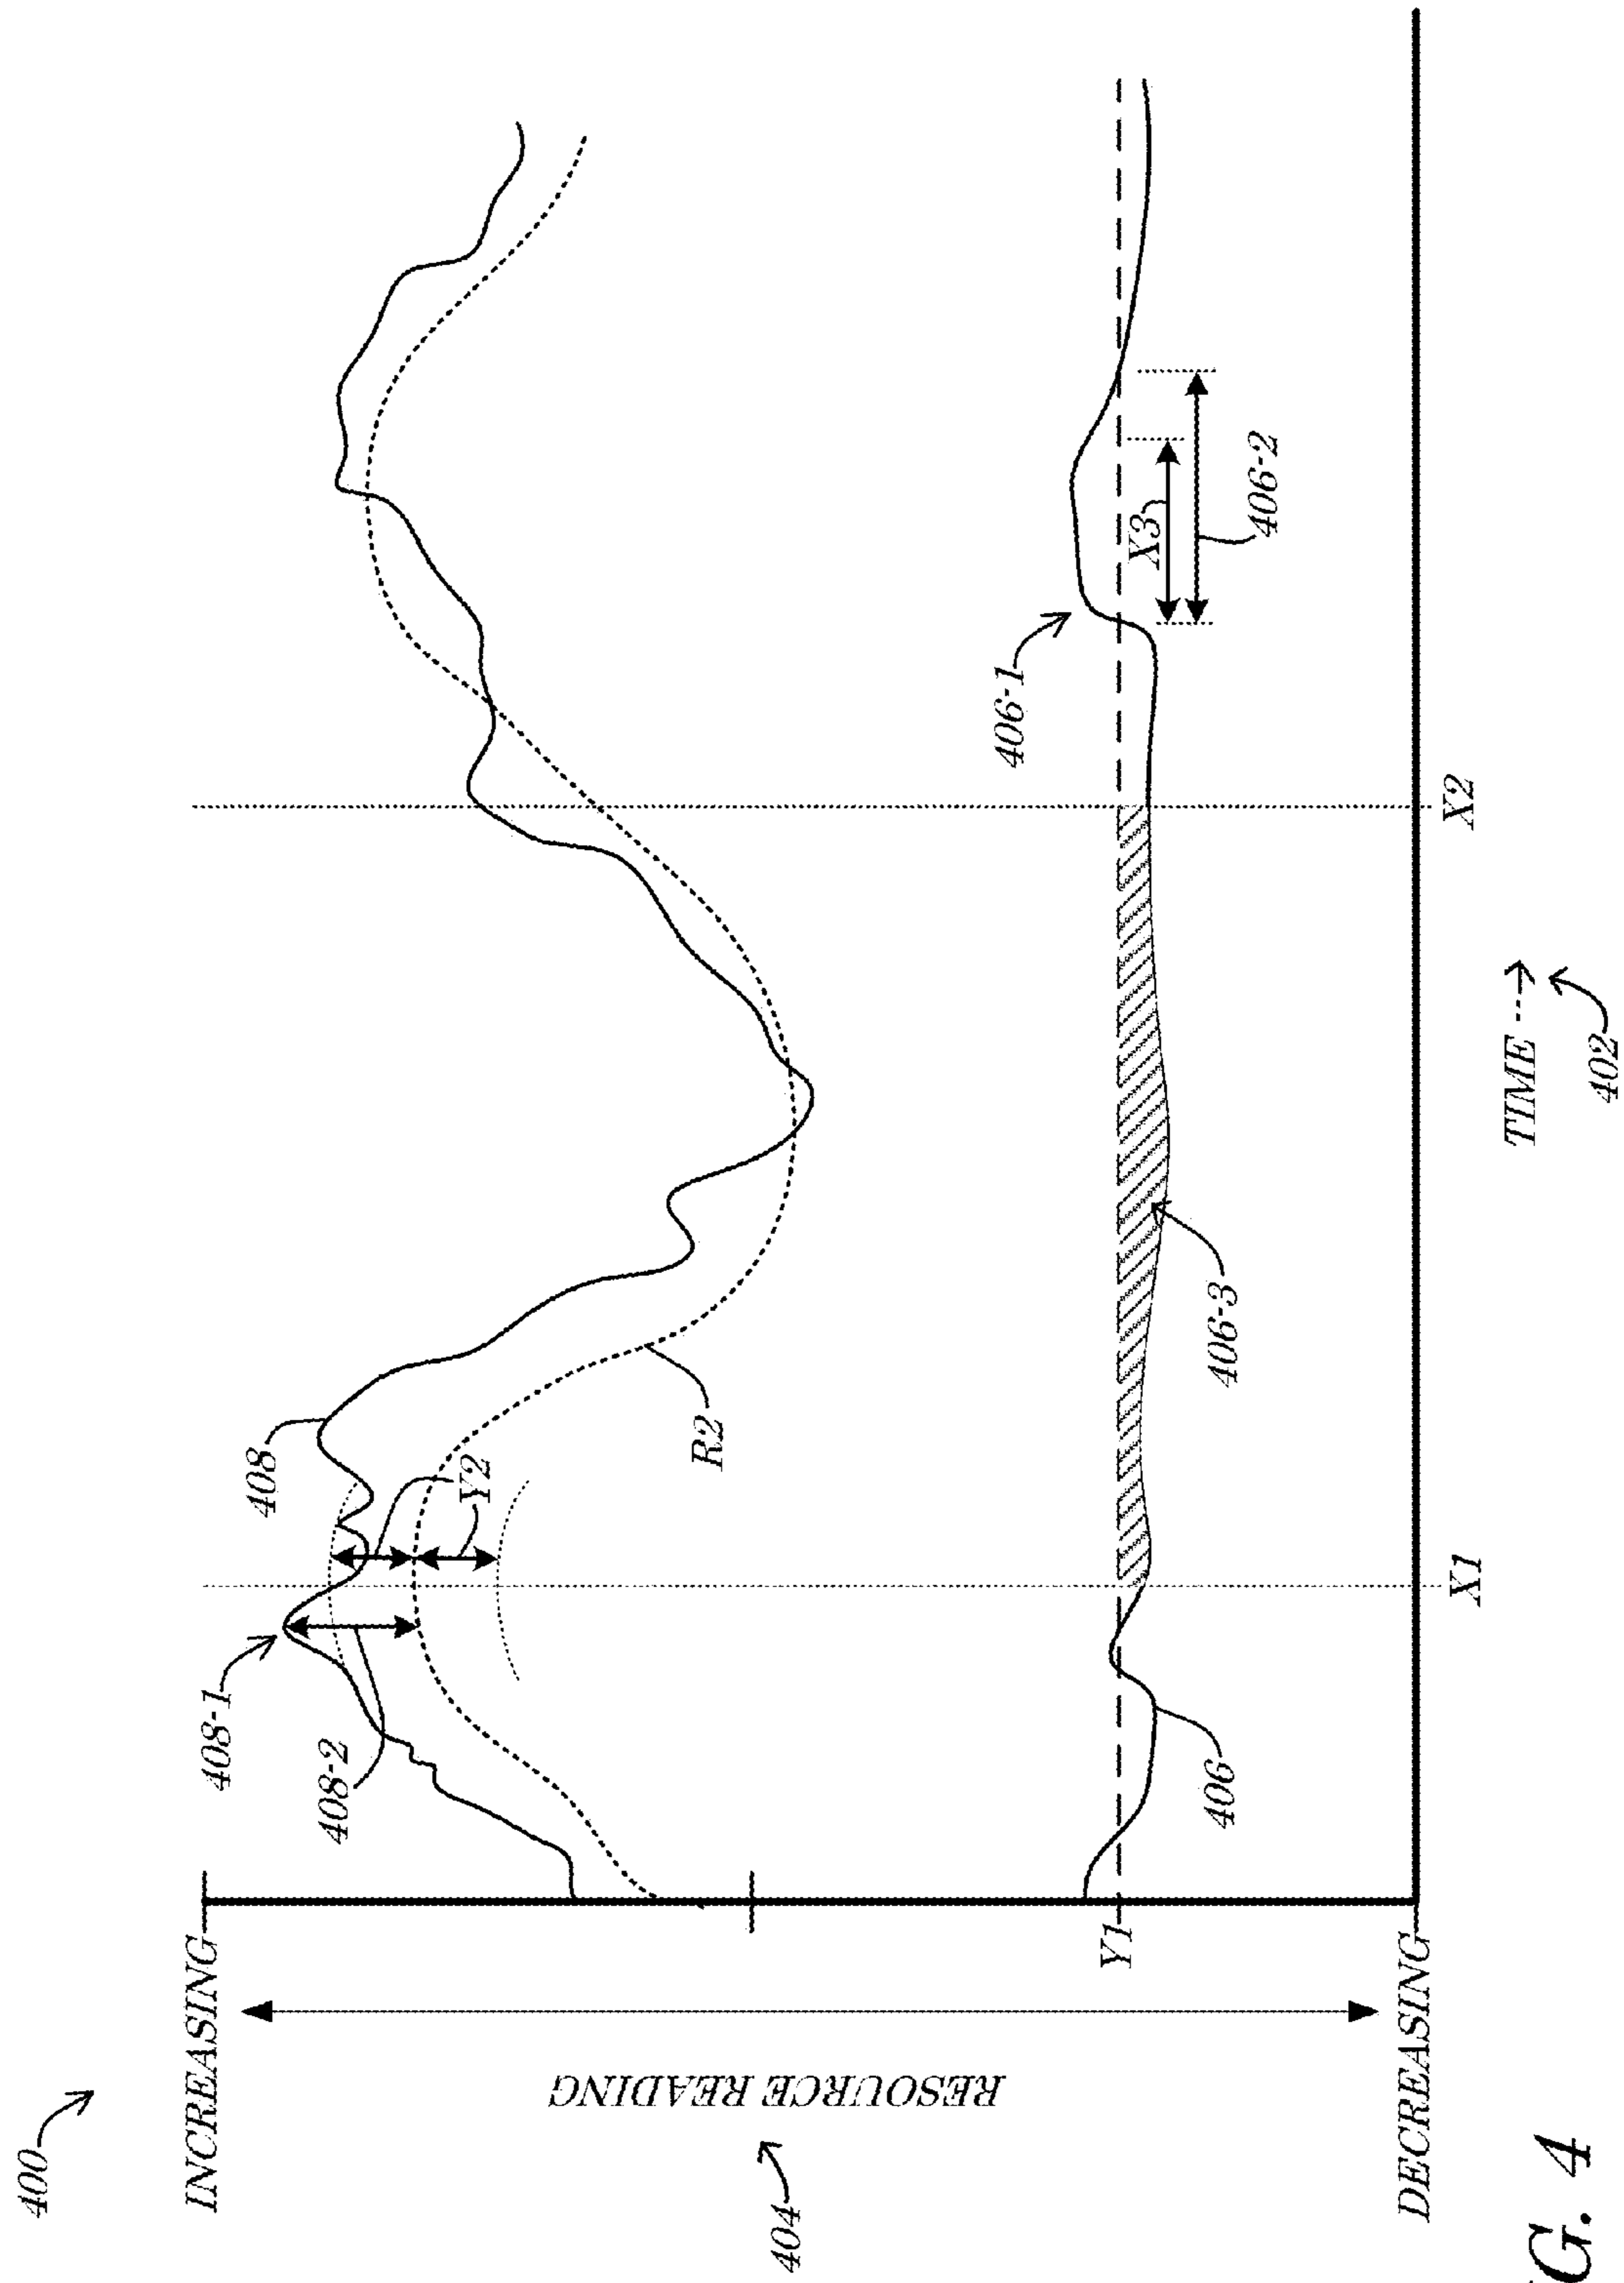 400
INCREASING
408-1
408
408-2
Y2
R2
RESOURCE READING
404
406-1
Y1
X3
406-2
406
406-3
DECREASING
X1
X2
TIME
402
G. 4